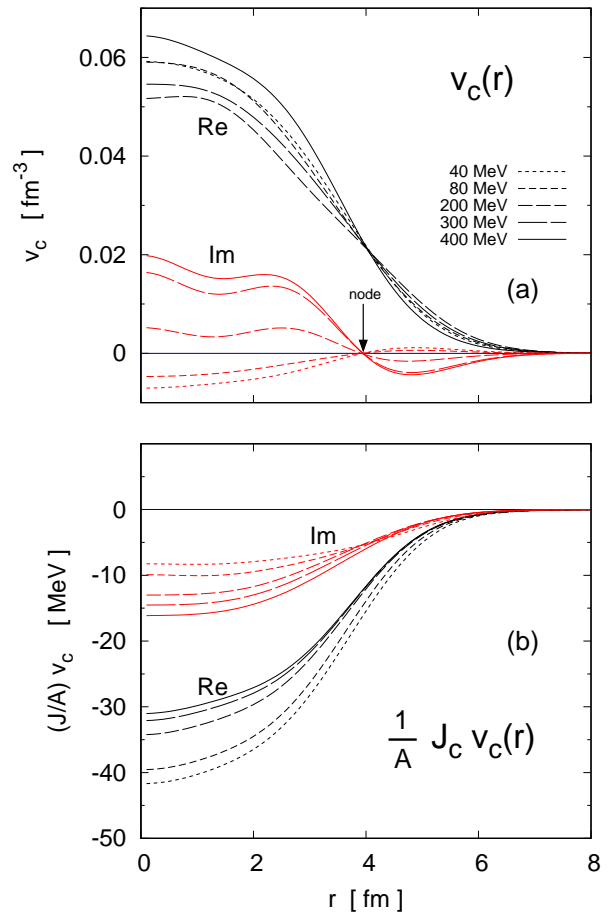 v_c(r)
0.06
Re
0.04
40 MeV
80 MeV
200 MeV
300 MeV
400 MeV
v_c [ fm^-3 ]
Im
0.02
node
(a)
0
0
Im
-10
(b)
(J/A) v_c [ MeV ]
-20
Re
-30
1/A J_c v_c(r)
-40
-50
0 2 4 6 8
r [ fm ]